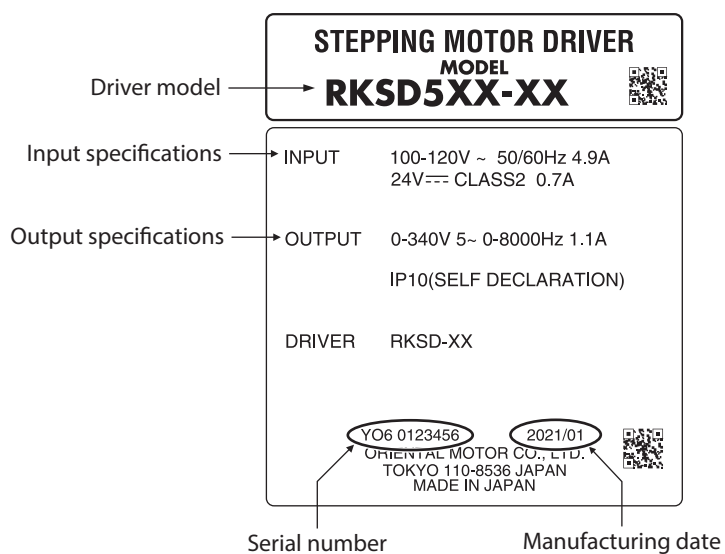 STEPPING MOTOR DRIVER
MODEL
Driver model
RKSD5XX-XX
Input specifications
INPUT 100-120V ~ 50/60Hz 4.9A
24V⎓ CLASS2 0.7A
Output specifications
OUTPUT 0-340V 5~ 0-8000Hz 1.1A
IP10(SELF DECLARATION)
DRIVER RKSD-XX
YO6 0123456 2021/01
ORIENTAL MOTOR CO., LTD.
TOKYO 110-8536 JAPAN
MADE IN JAPAN
Serial number Manufacturing date